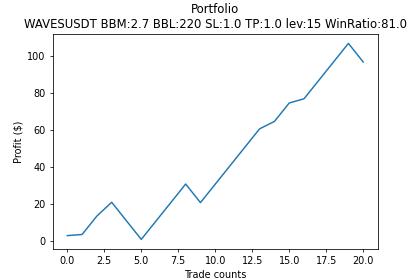 Portfolio
WAVESUSDT BBM:2.7 BBL:220 SL:1.0 TP:1.0 lev:15 WinRatio:81.0
100
80
60
40
20
0
Profit ($)
0.0 2.5 5.0 7.5 10.0 12.5 15.0 17.5 20.0
Trade counts